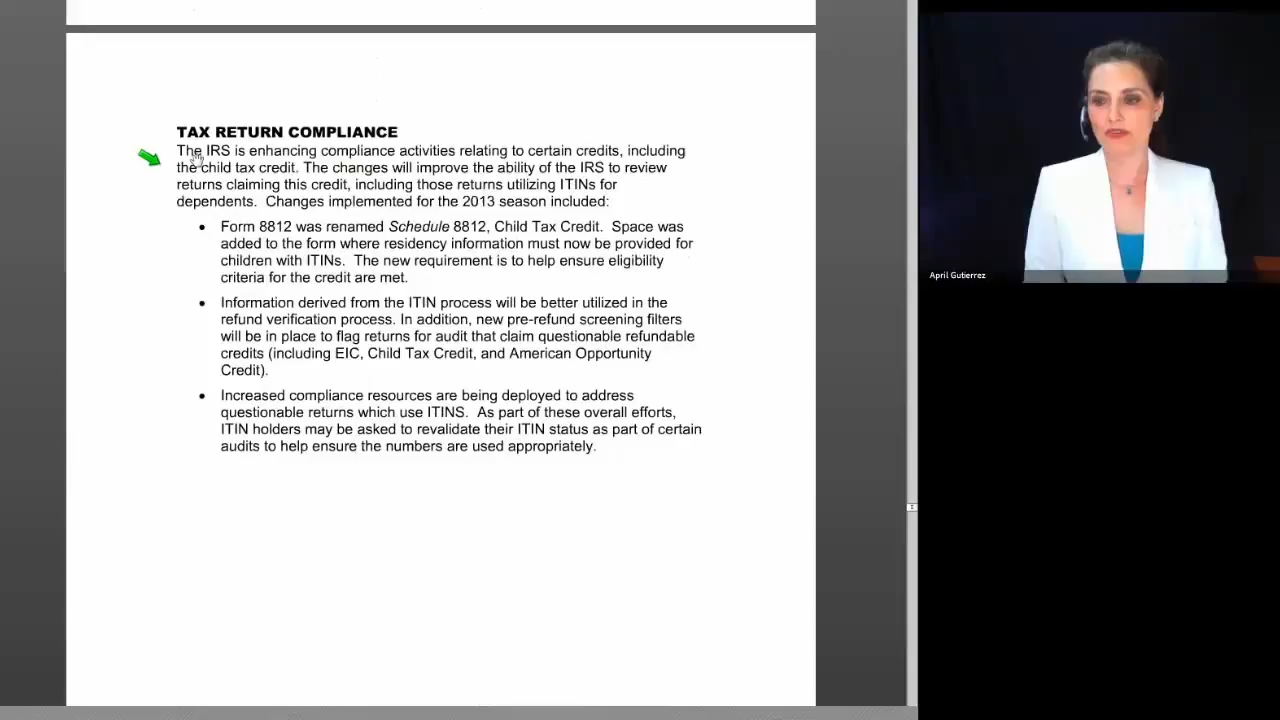 TAX RETURN COMPLIANCE
The IRS is enhancing compliance activities relating to certain credits, including
the child tax credit. The changes will improve the ability of the IRS to review
returns claiming this credit, including those returns utilizing ITINs for
dependents. Changes implemented for the 2013 season included:
• Form 8812 was renamed Schedule 8812, Child Tax Credit. Space was
added to the form where residency information must now be provided for
children with ITINs. The new requirement is to help ensure eligibility
criteria for the credit are met.
• Information derived from the ITIN process will be better utilized in the
refund verification process. In addition, new pre-refund screening filters
will be in place to flag returns for audit that claim questionable refundable
credits (including EIC, Child Tax Credit, and American Opportunity
Credit).
• Increased compliance resources are being deployed to address
questionable returns which use ITINS. As part of these overall efforts,
ITIN holders may be asked to revalidate their ITIN status as part of certain
audits to help ensure the numbers are used appropriately.
April Gutierrez